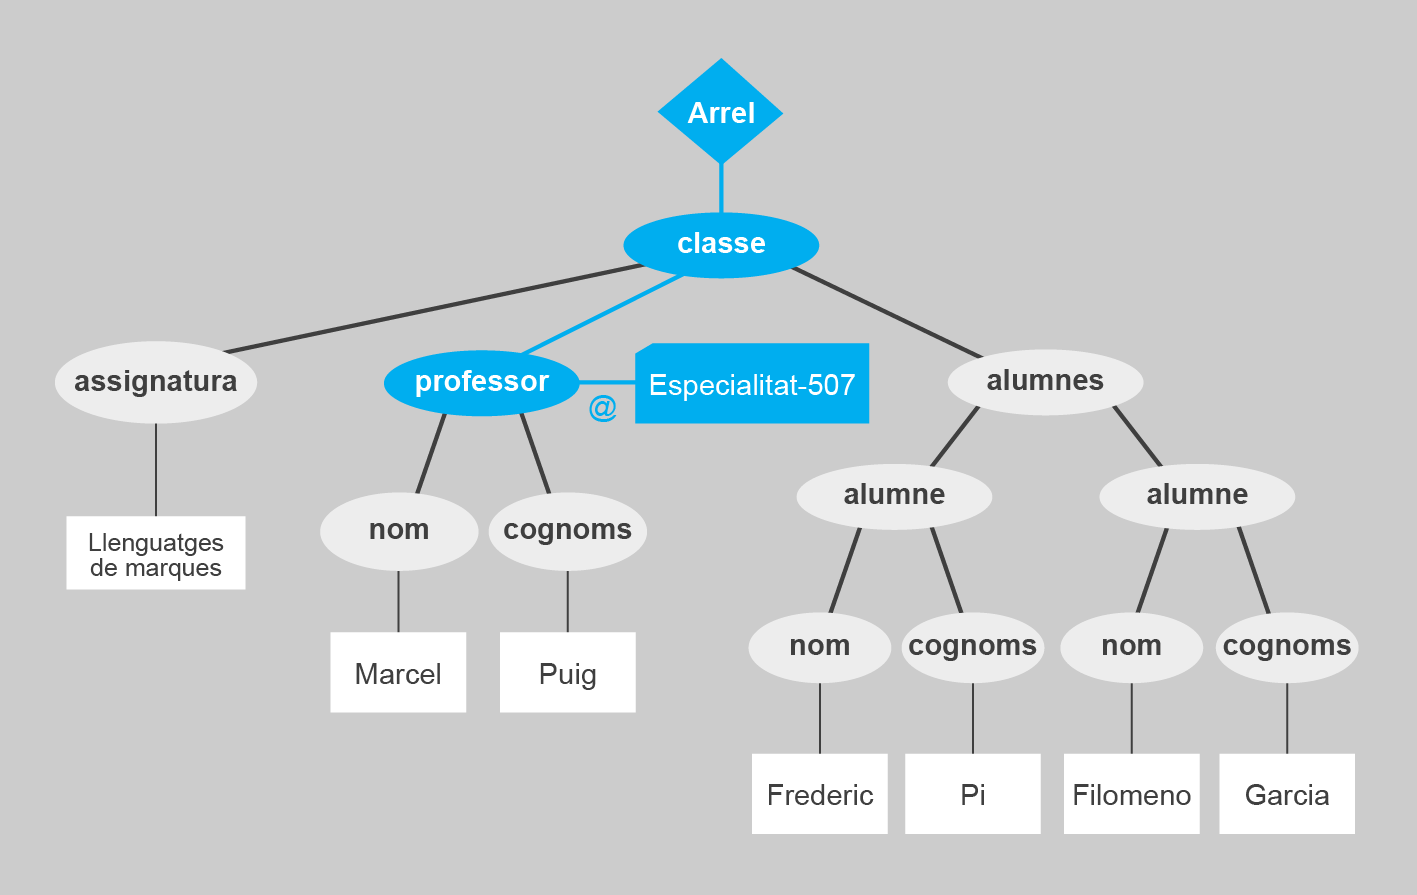 Arrel
classe
assignatura
professor
@
Especialitat-507
alumnes
alumne
alumne
nom
cognoms
Llenguatges
de marques
nom
cognoms
nom
cognoms
Marcel
Puig
Frederic
Pi
Filomeno
Garcia